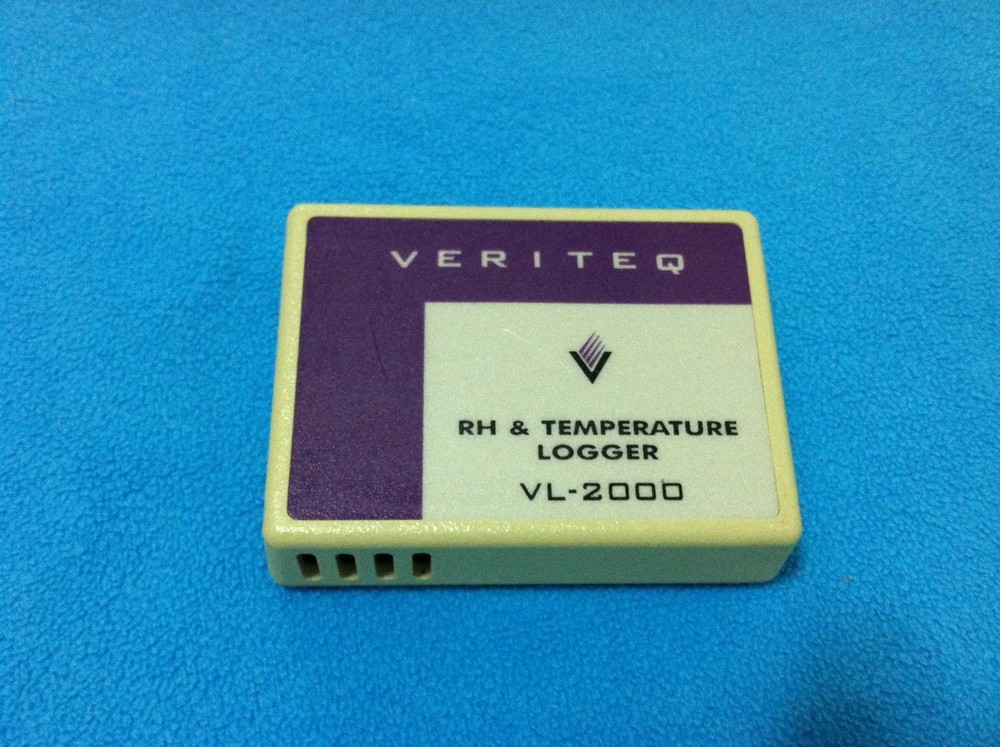 VERITEQ
RH & TEMPERATURE
LOGGER
VL-2000